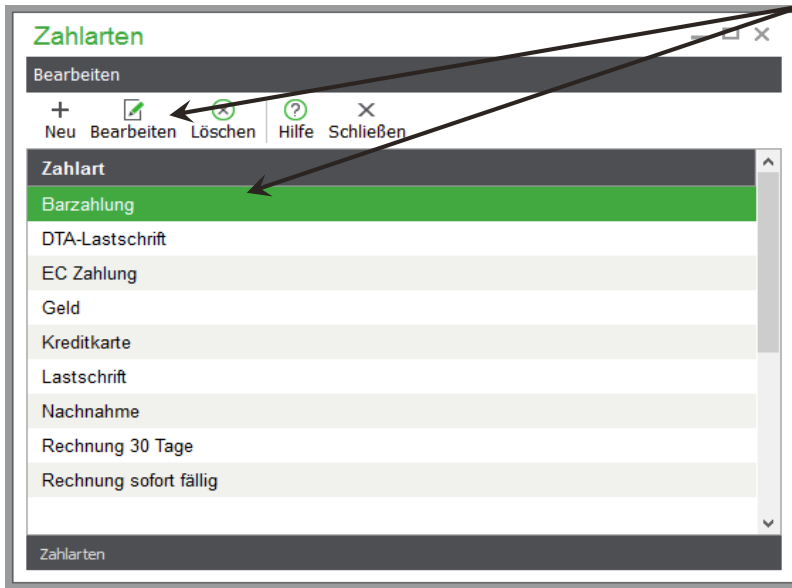 Zahlarten
Bearbeiten
Neu Bearbeiten Löschen Hilfe Schließen
Zahlart
Barzahlung
DTA-Lastschrift
EC Zahlung
Geld
Kreditkarte
Lastschrift
Nachnahme
Rechnung 30 Tage
Rechnung sofort fällig
Zahlarten